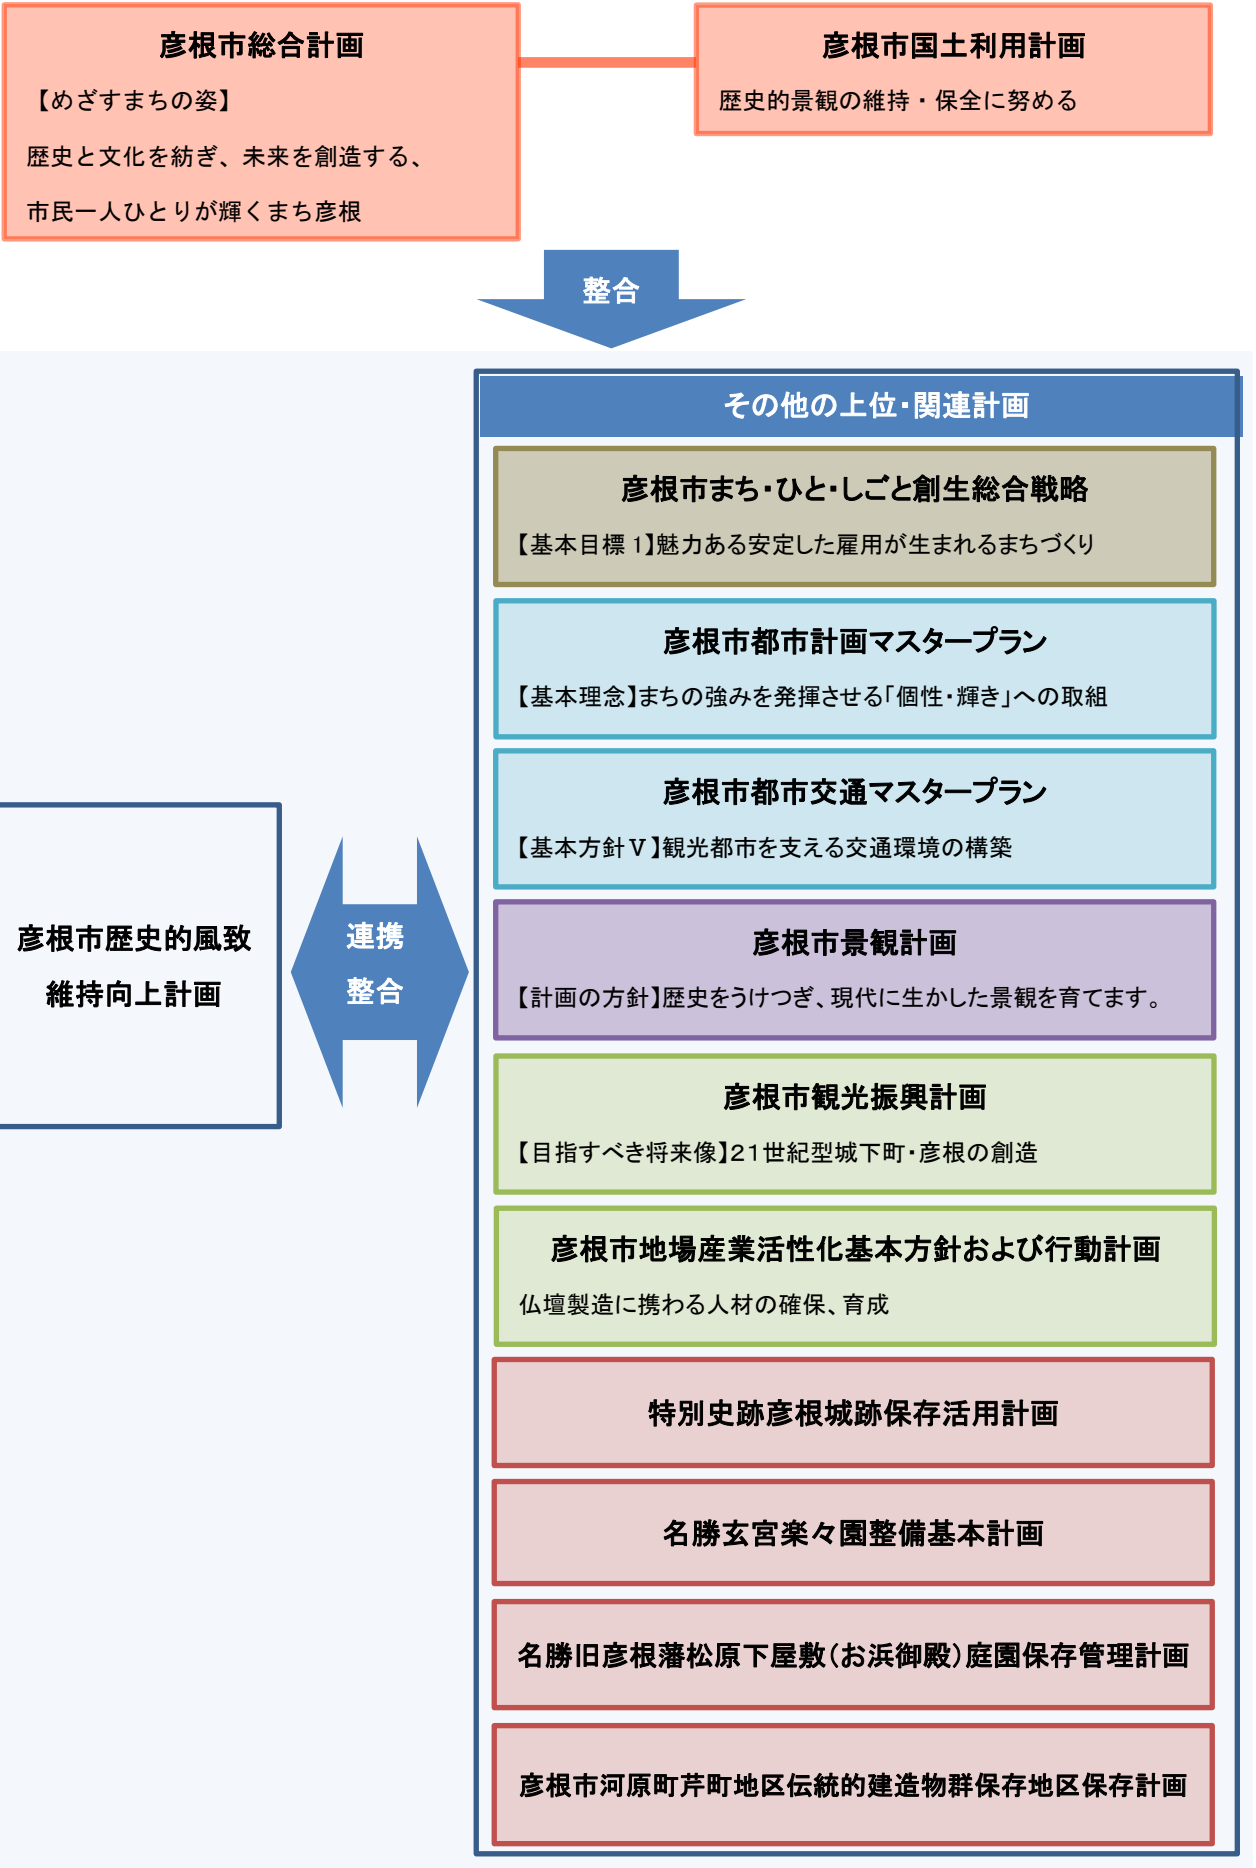 彦根市総合計画
【めざすまちの姿】
歴史と文化を紡ぎ、未来を創造する、
市民一人ひとりが輝くまち彦根
彦根市国土利用計画
歴史的景観の維持・保全に努める
整合
彦根市歴史的風致
維持向上計画
連携
整合
その他の上位・関連計画
彦根市まち・ひと・しごと創生総合戦略
【基本目標1】魅力ある安定した雇用が生まれるまちづくり
彦根市都市計画マスタープラン
【基本理念】まちの強みを発揮させる「個性・輝き」への取組
彦根市都市交通マスタープラン
【基本方針Ⅴ】観光都市を支える交通環境の構築
彦根市景観計画
【計画の方針】歴史をうけつぎ、現代に生かした景観を育てます。
彦根市観光振興計画
【目指すべき将来像】21世紀型城下町・彦根の創造
彦根市地場産業活性化基本方針および行動計画
仏壇製造に携わる人材の確保、育成
特別史跡彦根城跡保存活用計画
名勝玄宮楽々園整備基本計画
名勝旧彦根藩松原下屋敷（お浜御殿）庭園保存管理計画
彦根市河原町芹町地区伝統的建造物群保存地区保存計画